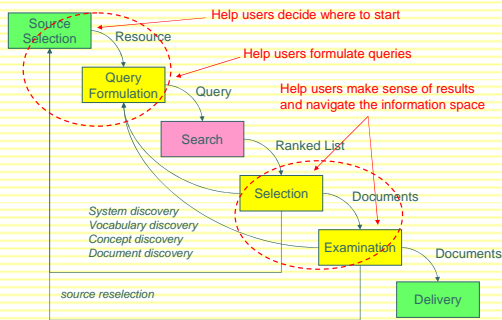 Help users decide where to start
Source
Selection
Resource
Help users formulate queries
Query
Formulation
Query
Help users make sense of results
and navigate the information space
Search
Ranked List
Selection
Documents
System discovery
Vocabulary discovery
Concept discovery
Document discovery
Examination
Documents
source reselection
Delivery